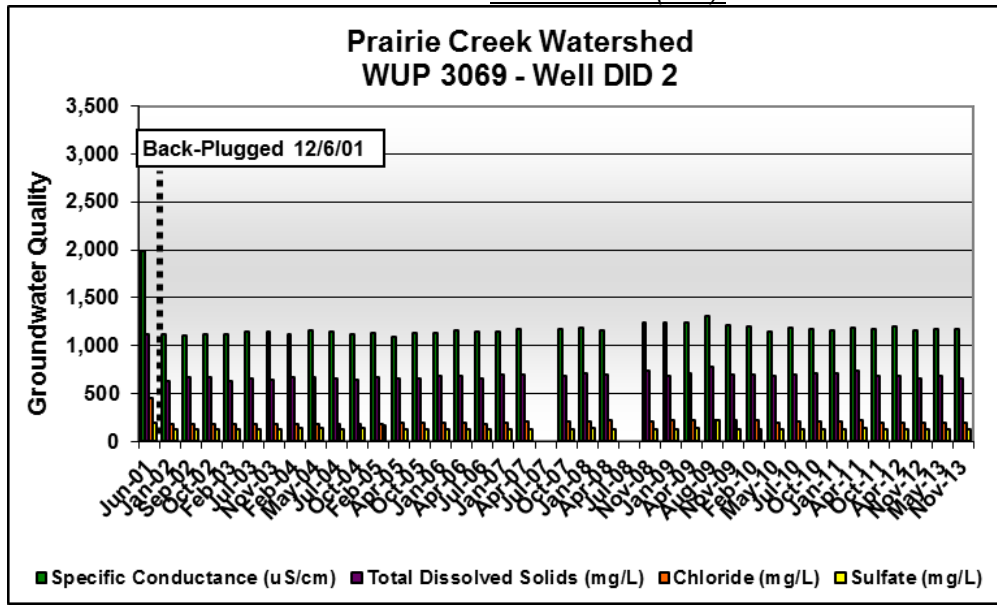 Prairie Creek Watershed
WUP 3069 - Well DID 2
3,500
3,000
2,500
2,000
1,500
1,000
500
0
Groundwater Quality
Back-Plugged 12/6/01
Jun-01
Jan-02
Sep-02
Oct-02
Feb-03
Jul-03
Nov-03
Feb-04
May-04
Jul-04
Oct-04
Feb-05
Apr-05
Oct-05
Jan-06
Apr-06
Jul-06
Jan-07
Apr-07
Jul-07
Oct-07
Jan-08
Apr-08
Jul-08
Nov-08
Jan-09
Apr-09
Aug-09
Nov-09
Feb-10
May-10
Jul-10
Oct-10
Jan-11
Apr-11
Oct-11
Apr-12
Nov-12
May-13
Nov-13
Specific Conductance (uS/cm)
Total Dissolved Solids (mg/L)
Chloride (mg/L)
Sulfate (mg/L)